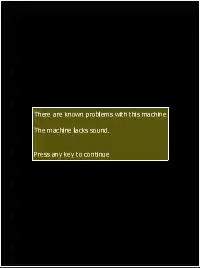 There are known problems with this machine
The machine lacks sound.
Press any key to continue